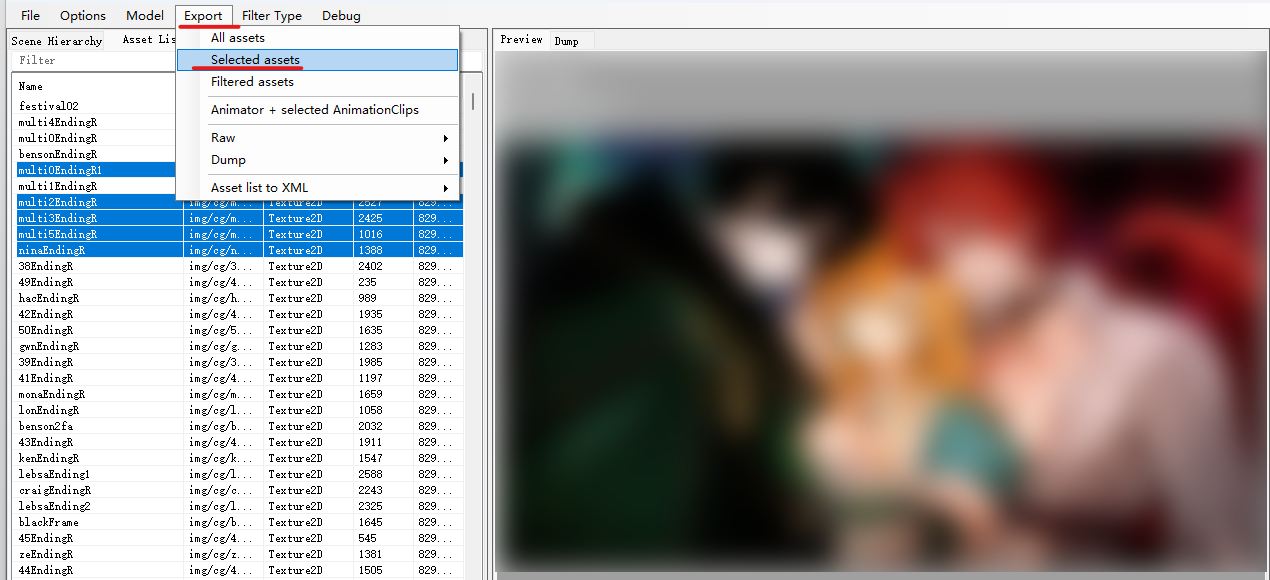 File Options Model Export Filter Type Debug
Scene Hierarchy Asset Lis
Filter
All assets
Selected assets
Filtered assets
Animator + selected AnimationClips
Raw
Dump
Asset list to XML
Preview Dump
Name
festival02
multi4EndingR
multi0EndingR
bensonEndingR
multi0EndingR1
multi1EndingR
multi2EndingR img/cg/m... Texture2D 2527 829...
multi3EndingR img/cg/m... Texture2D 2425 829...
multi5EndingR img/cg/m... Texture2D 1016 829...
ninaEndingR img/cg/n... Texture2D 1388 829...
38EndingR img/cg/3... Texture2D 2402 829...
49EndingR img/cg/4... Texture2D 235 829...
hacEndingR img/cg/h... Texture2D 989 829...
42EndingR img/cg/4... Texture2D 1935 829...
50EndingR img/cg/5... Texture2D 1635 829...
gwnEndingR img/cg/g... Texture2D 1283 829...
39EndingR img/cg/3... Texture2D 1985 829...
41EndingR img/cg/4... Texture2D 1197 829...
monaEndingR img/cg/m... Texture2D 1659 829...
lonEndingR img/cg/l... Texture2D 1058 829...
benson2fa img/cg/b... Texture2D 2032 829...
43EndingR img/cg/4... Texture2D 1911 829...
kenEndingR img/cg/k... Texture2D 1547 829...
lebsaEnding1 img/cg/l... Texture2D 2588 829...
craigEndingR img/cg/c... Texture2D 2243 829...
lebsaEnding2 img/cg/l... Texture2D 2325 829...
blackFrame img/cg/b... Texture2D 1645 829...
45EndingR img/cg/4... Texture2D 545 829...
zeEndingR img/cg/z... Texture2D 1381 829...
44EndingR img/cg/4... Texture2D 1505 829...